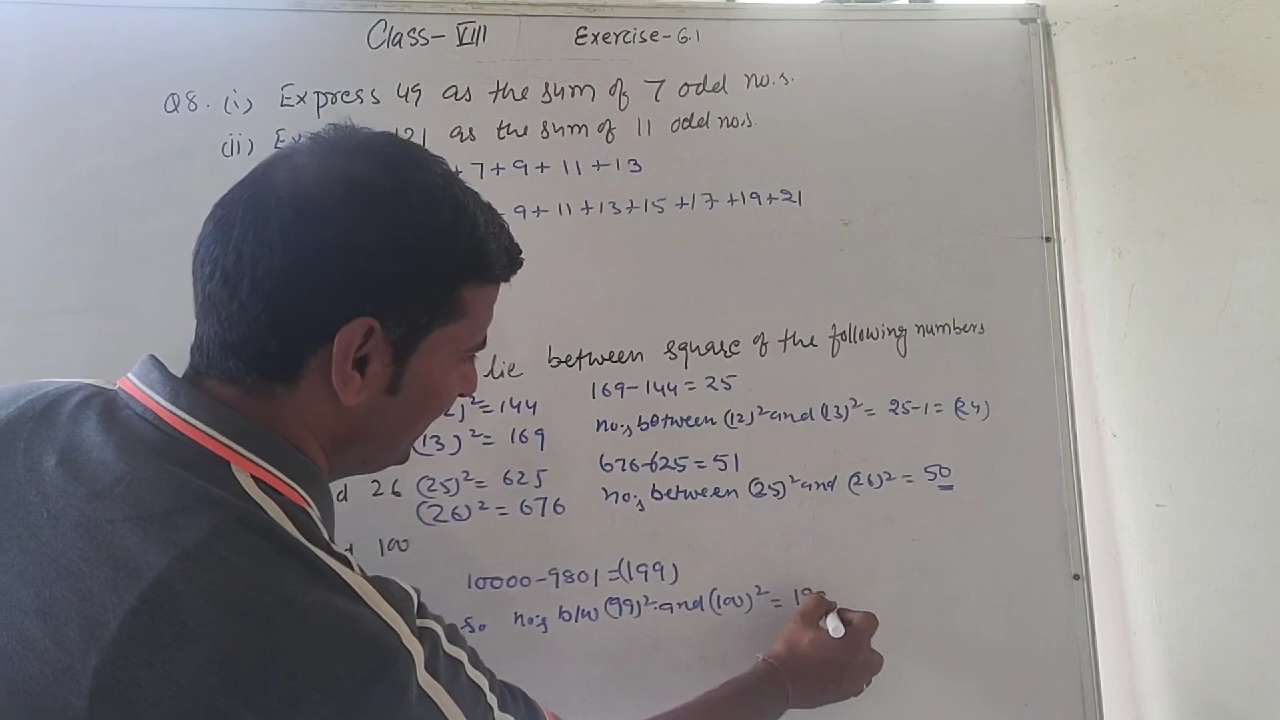 Class- VIII Exercise- 6.1
Q8. (i) Express 49 as the sum of 7 odd no.s.
(ii) 121 as the sum of 11 odd no.s.
+ 7 + 9 + 11 + 13
9 + 11 + 13 + 15 + 17 + 19 + 21
lie between square of the following numbers
)²= 144 169-144 = 25
(13)²= 169 no.s between (12)² and (13)² = 25-1 = (24)
26 (25)² = 625 676-625 = 51
(26)² = 676 no.s between (25)² and (26)² = 50
100
10000-9801 = (199)
So no.s b/w (99)² and (100)² =